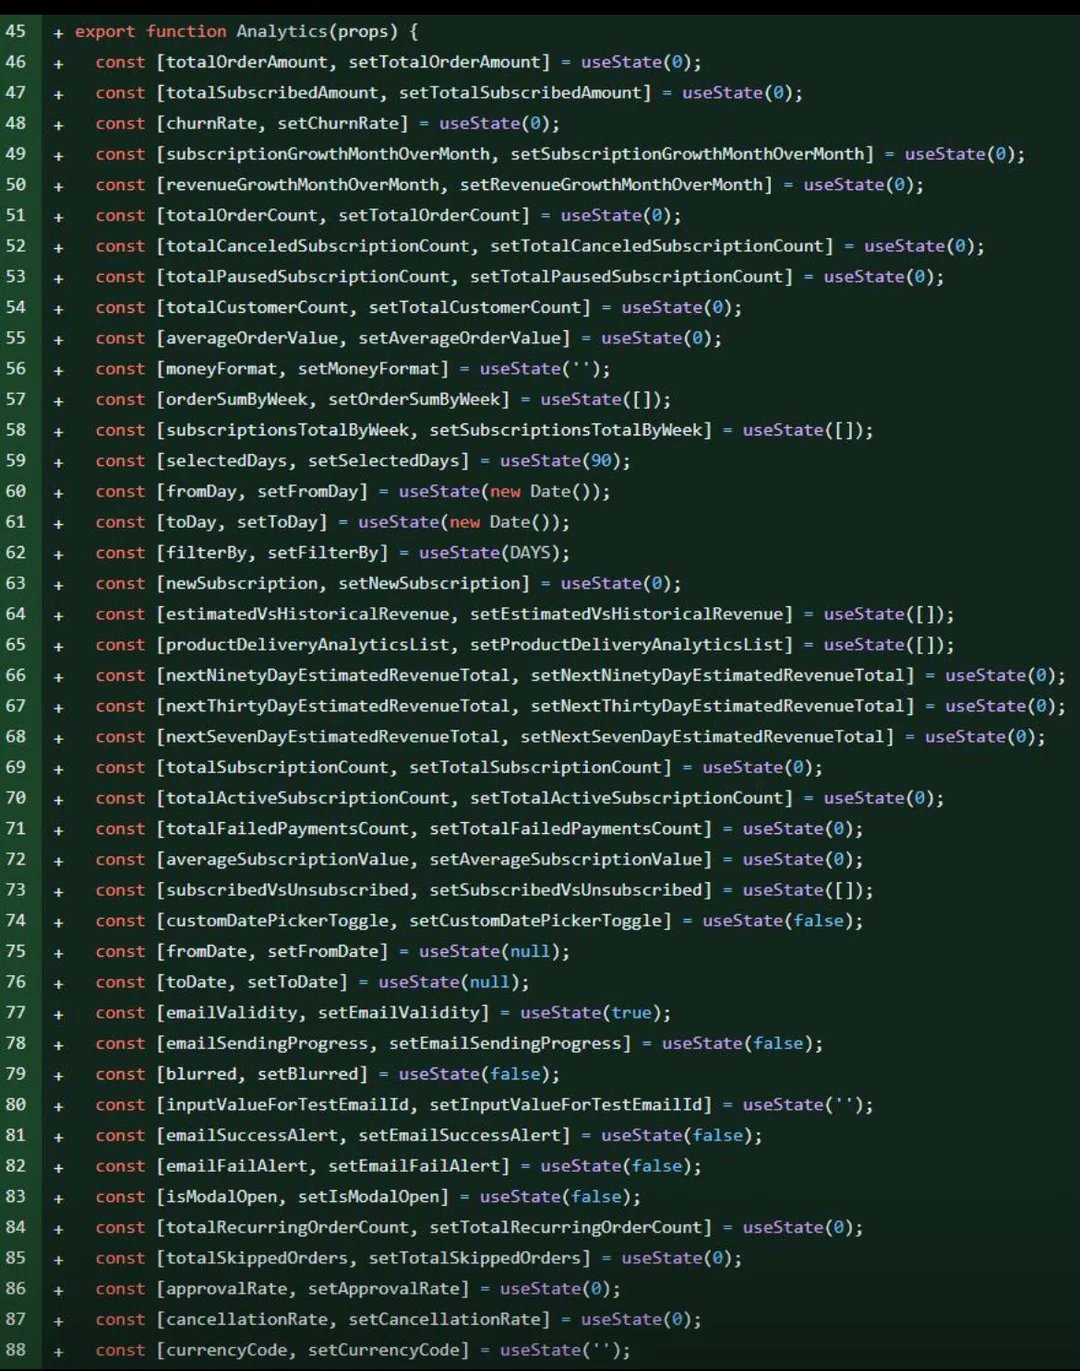 45 + export function Analytics(props) {
46 + const [totalOrderAmount, setTotalOrderAmount] = useState(0);
47 + const [totalSubscribedAmount, setTotalSubscribedAmount] = useState(0);
48 + const [churnRate, setChurnRate] = useState(0);
49 + const [subscriptionGrowthMonthOverMonth, setSubscriptionGrowthMonthOverMonth] = useState(0);
50 + const [revenueGrowthMonthOverMonth, setRevenueGrowthMonthOverMonth] = useState(0);
51 + const [totalOrderCount, setTotalOrderCount] = useState(0);
52 + const [totalCanceledSubscriptionCount, setTotalCanceledSubscriptionCount] = useState(0);
53 + const [totalPausedSubscriptionCount, setTotalPausedSubscriptionCount] = useState(0);
54 + const [totalCustomerCount, setTotalCustomerCount] = useState(0);
55 + const [averageOrderValue, setAverageOrderValue] = useState(0);
56 + const [moneyFormat, setMoneyFormat] = useState('');
57 + const [orderSumByWeek, setOrderSumByWeek] = useState([]);
58 + const [subscriptionsTotalByWeek, setSubscriptionsTotalByWeek] = useState([]);
59 + const [selectedDays, setSelectedDays] = useState(90);
60 + const [fromDay, setFromDay] = useState(new Date());
61 + const [toDay, setToDay] = useState(new Date());
62 + const [filterBy, setFilterBy] = useState(DAYS);
63 + const [newSubscription, setNewSubscription] = useState(0);
64 + const [estimatedVsHistoricalRevenue, setEstimatedVsHistoricalRevenue] = useState([]);
65 + const [productDeliveryAnalyticsList, setProductDeliveryAnalyticsList] = useState([]);
66 + const [nextNinetyDayEstimatedRevenueTotal, setNextNinetyDayEstimatedRevenueTotal] = useState(0);
67 + const [nextThirtyDayEstimatedRevenueTotal, setNextThirtyDayEstimatedRevenueTotal] = useState(0);
68 + const [nextSevenDayEstimatedRevenueTotal, setNextSevenDayEstimatedRevenueTotal] = useState(0);
69 + const [totalSubscriptionCount, setTotalSubscriptionCount] = useState(0);
70 + const [totalActiveSubscriptionCount, setTotalActiveSubscriptionCount] = useState(0);
71 + const [totalFailedPaymentsCount, setTotalFailedPaymentsCount] = useState(0);
72 + const [averageSubscriptionValue, setAverageSubscriptionValue] = useState(0);
73 + const [subscribedVsUnsubscribed, setSubscribedVsUnsubscribed] = useState([]);
74 + const [customDatePickerToggle, setCustomDatePickerToggle] = useState(false);
75 + const [fromDate, setFromDate] = useState(null);
76 + const [toDate, setToDate] = useState(null);
77 + const [emailValidity, setEmailValidity] = useState(true);
78 + const [emailSendingProgress, setEmailSendingProgress] = useState(false);
79 + const [blurred, setBlurred] = useState(false);
80 + const [inputValueForTestEmailId, setInputValueForTestEmailId] = useState('');
81 + const [emailSuccessAlert, setEmailSuccessAlert] = useState(false);
82 + const [emailFailAlert, setEmailFailAlert] = useState(false);
83 + const [isModalOpen, setIsModalOpen] = useState(false);
84 + const [totalRecurringOrderCount, setTotalRecurringOrderCount] = useState(0);
85 + const [totalSkippedOrders, setTotalSkippedOrders] = useState(0);
86 + const [approvalRate, setApprovalRate] = useState(0);
87 + const [cancellationRate, setCancellationRate] = useState(0);
88 + const [currencyCode, setCurrencyCode] = useState('');